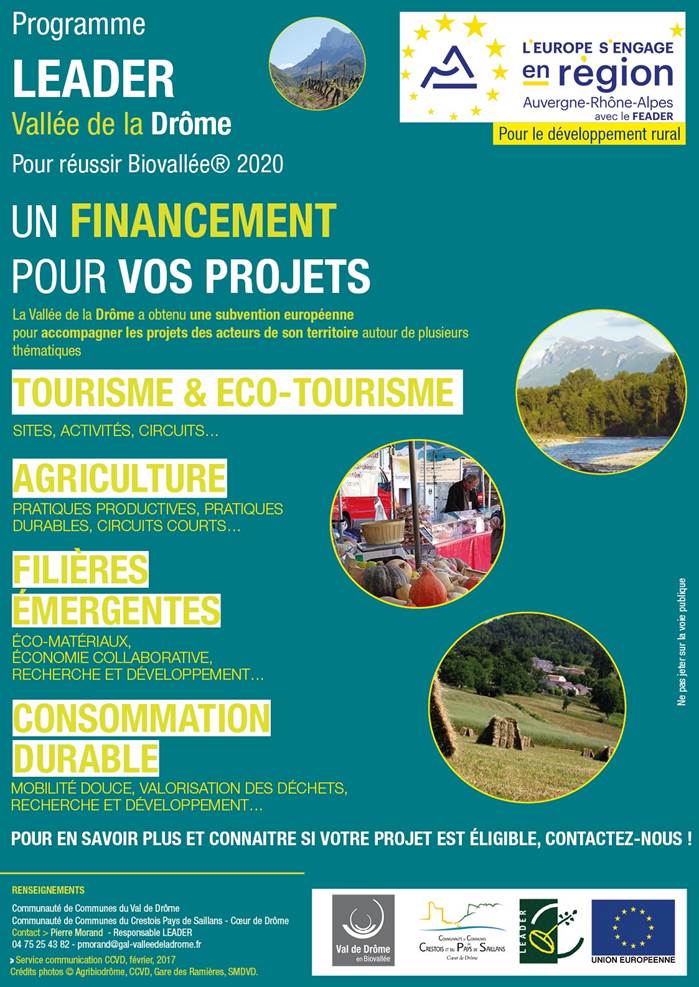 Programme
LEADER
Vallée de la Drôme
Pour réussir Biovallée® 2020
L'EUROPE S'ENGAGE
en région
Auvergne-Rhône-Alpes
avec le FEADER
Pour le développement rural
UN FINANCEMENT
POUR VOS PROJETS
La Vallée de la Drôme a obtenu une subvention européenne
pour accompagner les projets des acteurs de son territoire autour de plusieurs
thématiques
TOURISME & ECO-TOURISME
SITES, ACTIVITÉS, CIRCUITS...
AGRICULTURE
PRATIQUES PRODUCTIVES, PRATIQUES
DURABLES, CIRCUITS COURTS...
FILIÈRES
ÉMERGENTES
ÉCO-MATÉRIAUX,
ÉCONOMIE COLLABORATIVE,
RECHERCHE ET DÉVELOPPEMENT...
CONSOMMATION
DURABLE
MOBILITÉ DOUCE, VALORISATION DES DÉCHETS,
RECHERCHE ET DÉVELOPPEMENT...
Ne pas jeter sur la voie publique
POUR EN SAVOIR PLUS ET CONNAITRE SI VOTRE PROJET EST ÉLIGIBLE, CONTACTEZ-NOUS !
RENSEIGNEMENTS
Communauté de Communes du Val de Drôme
Communauté de Communes du Crestois Pays de Saillans - Cœur de Drôme
Contact > Pierre Morand - Responsable LEADER
04 75 25 43 82 - pmorand@gal-valleedeladrome.fr
> Service communication CCVD, février, 2017
Crédits photos © Agribiodrôme, CCVD, Gare des Ramières, SMDVD.
Val de Drôme
en Biovallée
COMMUNAUTÉ DE COMMUNES
CRESTOIS ET DU PAYS DE SAILLANS
Cœur de Drôme
LEADER
UNION EUROPEENNE